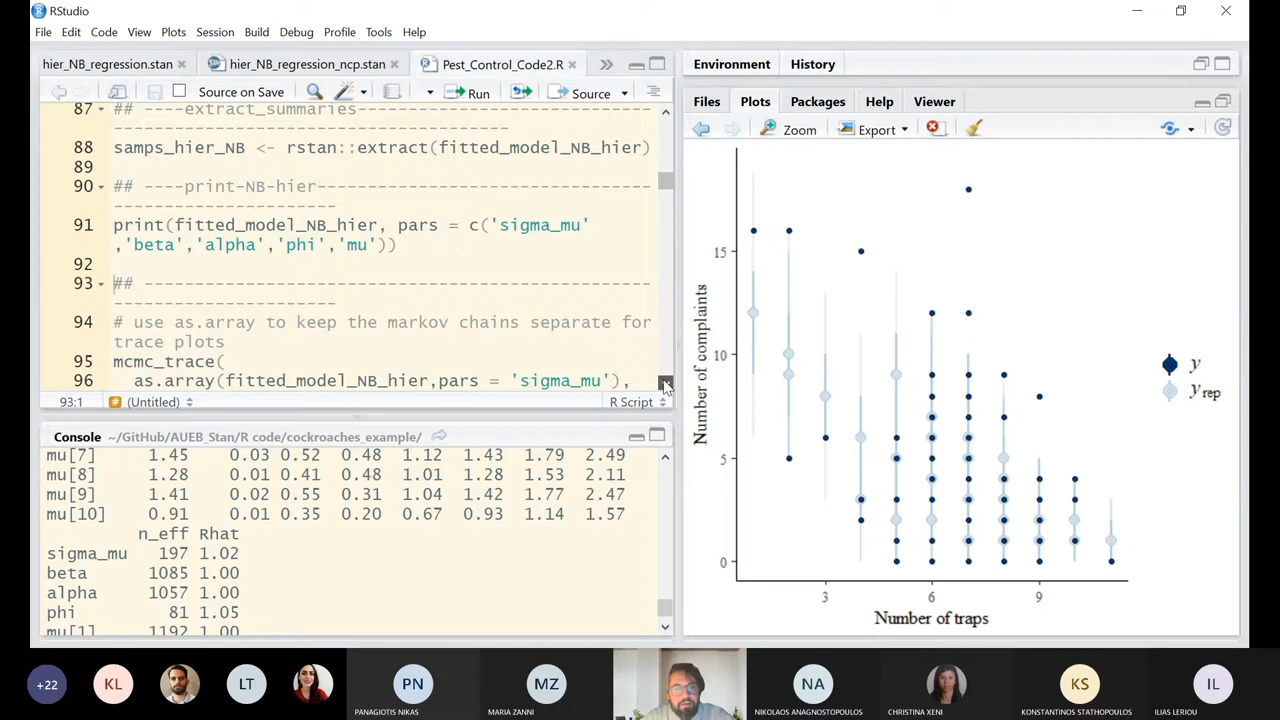 RStudio
File Edit Code View Plots Session Build Debug Profile Tools Help
hier_NB_regression.stan hier_NB_regression_ncp.stan Pest_Control_Code2.R
Source on Save Run Source
87 ## ----extract_summaries-------------------------------
--------------------------------------
88 samps_hier_NB <- rstan::extract(fitted_model_NB_hier)
89
90 ## ----print-NB-hier-----------------------------------
---------------------
91 print(fitted_model_NB_hier, pars = c('sigma_mu'
,'beta','alpha','phi','mu'))
92
93 ## ----------------------------------------------------
---------------------
94 # use as.array to keep the markov chains separate for
trace plots
95 mcmc_trace(
96 as.array(fitted_model_NB_hier,pars = 'sigma_mu'),
93:1 (Untitled) R Script
Console ~/GitHub/AUEB_Stan/R code/cockroaches_example/
mu[7] 1.45 0.03 0.52 0.48 1.12 1.43 1.79 2.49
mu[8] 1.28 0.01 0.41 0.48 1.01 1.28 1.53 2.11
mu[9] 1.41 0.02 0.55 0.31 1.04 1.42 1.77 2.47
mu[10] 0.91 0.01 0.35 0.20 0.67 0.93 1.14 1.57
n_eff Rhat
sigma_mu 197 1.02
beta 1085 1.00
alpha 1057 1.00
phi 81 1.05
mu[1] 1192 1.00
Environment History
Files Plots Packages Help Viewer
Zoom Export
15
10
5
0
Number of complaints
3 6 9
Number of traps
y
yrep
+22 KL LT PN MZ NA KS IL
PANAGIOTIS NIKAS MARIA ZANNI NIKOLAOS ANAGNOSTOPOULOS CHRISTINA XENI KONSTANTINOS STATHOPOULOS ILIAS LERIOU